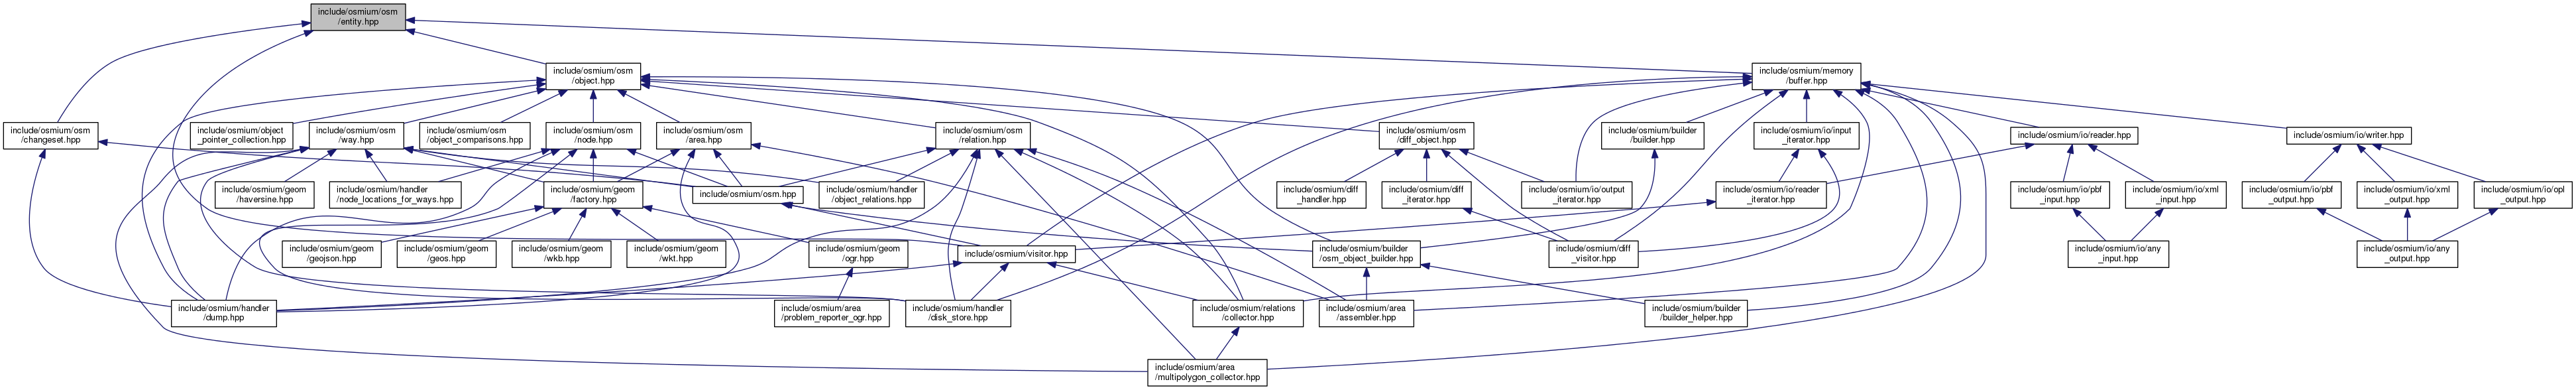 include/osmium/osm
/entity.hpp
include/osmium/osm
/object.hpp
include/osmium/memory
/buffer.hpp
include/osmium/osm
/changeset.hpp
include/osmium/object
_pointer_collection.hpp
include/osmium/osm
/way.hpp
include/osmium/osm
/object_comparisons.hpp
include/osmium/osm
/node.hpp
include/osmium/osm
/area.hpp
include/osmium/osm
/relation.hpp
include/osmium/osm
/diff_object.hpp
include/osmium/builder
/builder.hpp
include/osmium/io/input
_iterator.hpp
include/osmium/io/reader.hpp
include/osmium/io/writer.hpp
include/osmium/geom
/haversine.hpp
include/osmium/handler
/node_locations_for_ways.hpp
include/osmium/geom
/factory.hpp
include/osmium/osm.hpp
include/osmium/handler
/object_relations.hpp
include/osmium/diff
_handler.hpp
include/osmium/diff
_iterator.hpp
include/osmium/io/output
_iterator.hpp
include/osmium/io/reader
_iterator.hpp
include/osmium/io/pbf
_input.hpp
include/osmium/io/xml
_input.hpp
include/osmium/io/pbf
_output.hpp
include/osmium/io/xml
_output.hpp
include/osmium/io/opl
_output.hpp
include/osmium/geom
/geojson.hpp
include/osmium/geom
/geos.hpp
include/osmium/geom
/wkb.hpp
include/osmium/geom
/wkt.hpp
include/osmium/geom
/ogr.hpp
include/osmium/visitor.hpp
include/osmium/builder
/osm_object_builder.hpp
include/osmium/diff
_visitor.hpp
include/osmium/io/any
_input.hpp
include/osmium/io/any
_output.hpp
include/osmium/handler
/dump.hpp
include/osmium/area
/problem_reporter_ogr.hpp
include/osmium/handler
/disk_store.hpp
include/osmium/relations
/collector.hpp
include/osmium/area
/assembler.hpp
include/osmium/builder
/builder_helper.hpp
include/osmium/area
/multipolygon_collector.hpp